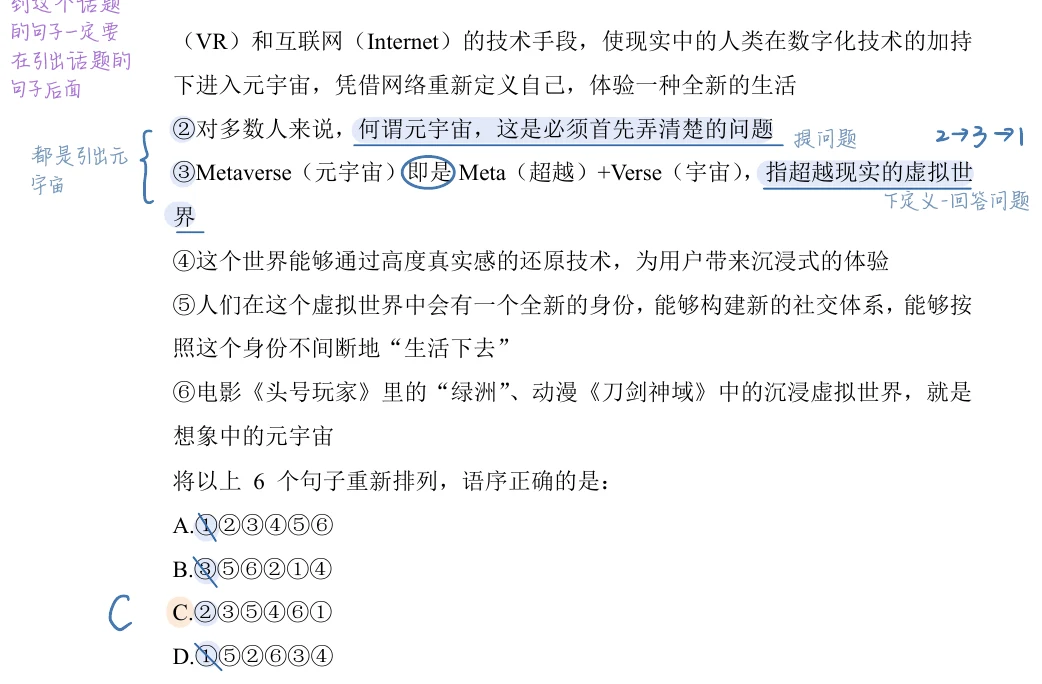 到这个话题
的句子一定要
在引出话题的
句子后面
（VR）和互联网（Internet）的技术手段，使现实中的人类在数字化技术的加持
下进入元宇宙，凭借网络重新定义自己，体验一种全新的生活
②对多数人来说，何谓元宇宙，这是必须首先弄清楚的问题
提问题
2→3→1
都是引出元
宇宙
③Metaverse（元宇宙）即是 Meta（超越）+Verse（宇宙），指超越现实的虚拟世
界
下定义-回答问题
④这个世界能够通过高度真实感的还原技术，为用户带来沉浸式的体验
⑤人们在这个虚拟世界中会有一个全新的身份，能够构建新的社交体系，能够按
照这个身份不间断地“生活下去”
⑥电影《头号玩家》里的“绿洲”、动漫《刀剑神域》中的沉浸虚拟世界，就是
想象中的元宇宙
将以上 6 个句子重新排列，语序正确的是：
A.①②③④⑤⑥
B.③⑤⑥②①④
C
C.②③⑤④⑥①
D.①⑤②⑥③④